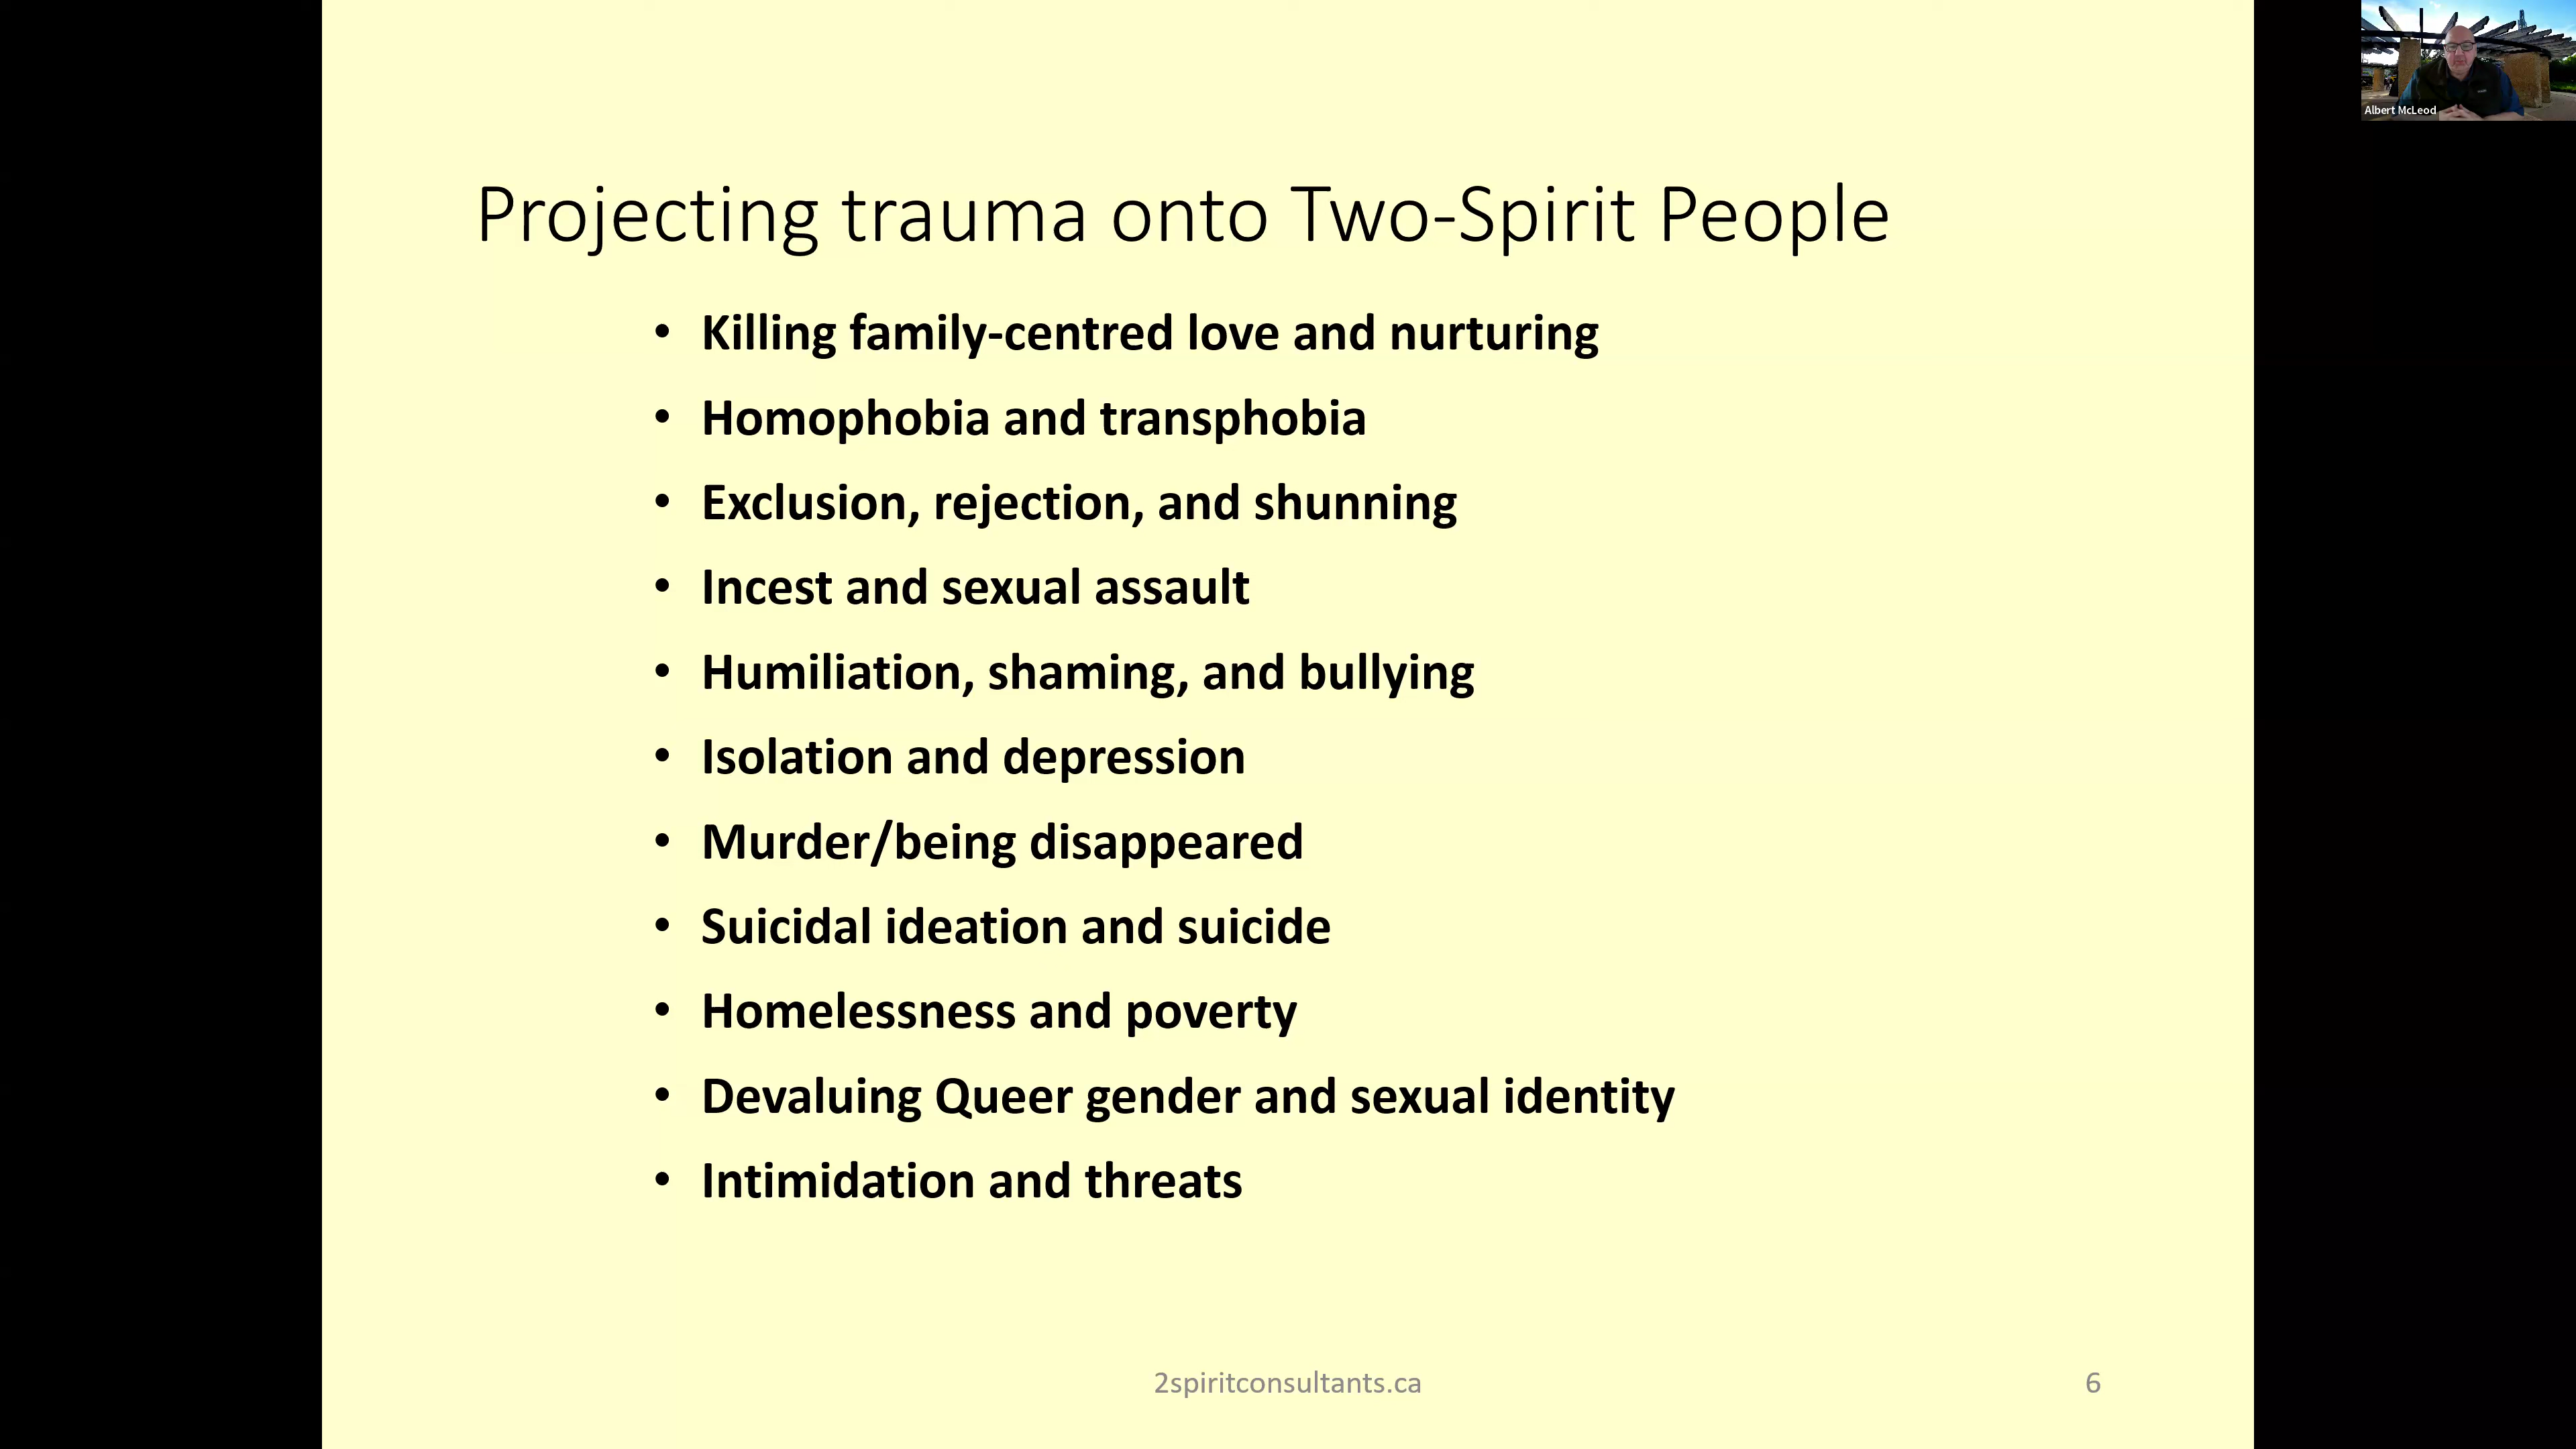 Albert McLeod
Projecting trauma onto Two-Spirit People
• Killing family-centred love and nurturing
• Homophobia and transphobia
• Exclusion, rejection, and shunning
• Incest and sexual assault
• Humiliation, shaming, and bullying
• Isolation and depression
• Murder/being disappeared
• Suicidal ideation and suicide
• Homelessness and poverty
• Devaluing Queer gender and sexual identity
• Intimidation and threats
2spiritconsultants.ca
6